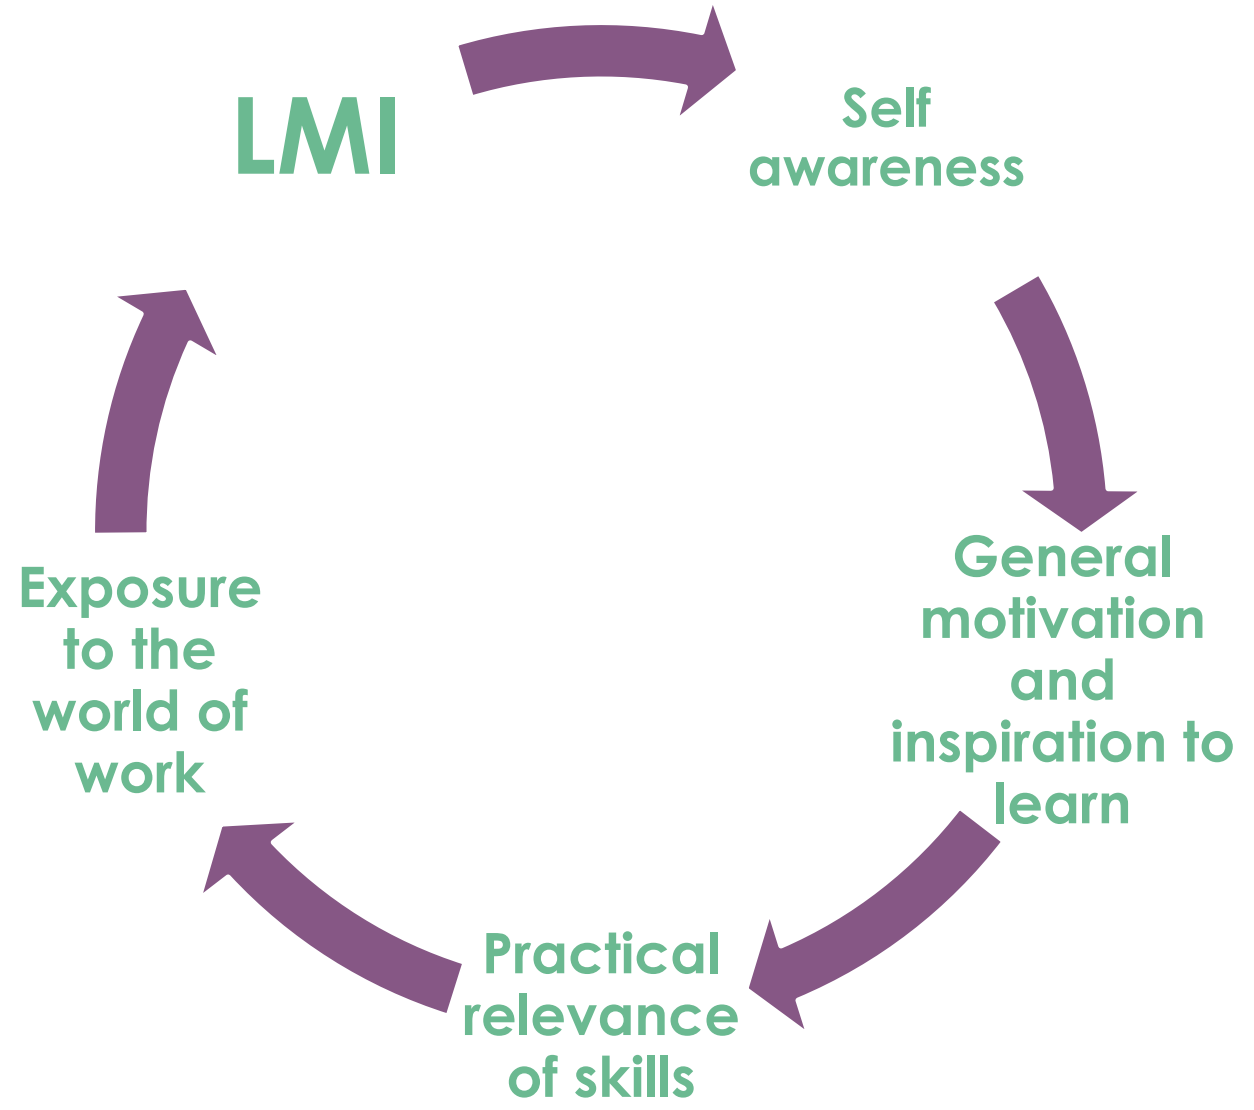 LMI
Self
awareness
General
motivation
and
inspiration to
learn
Practical
relevance
of skills
Exposure
to the
world of
work